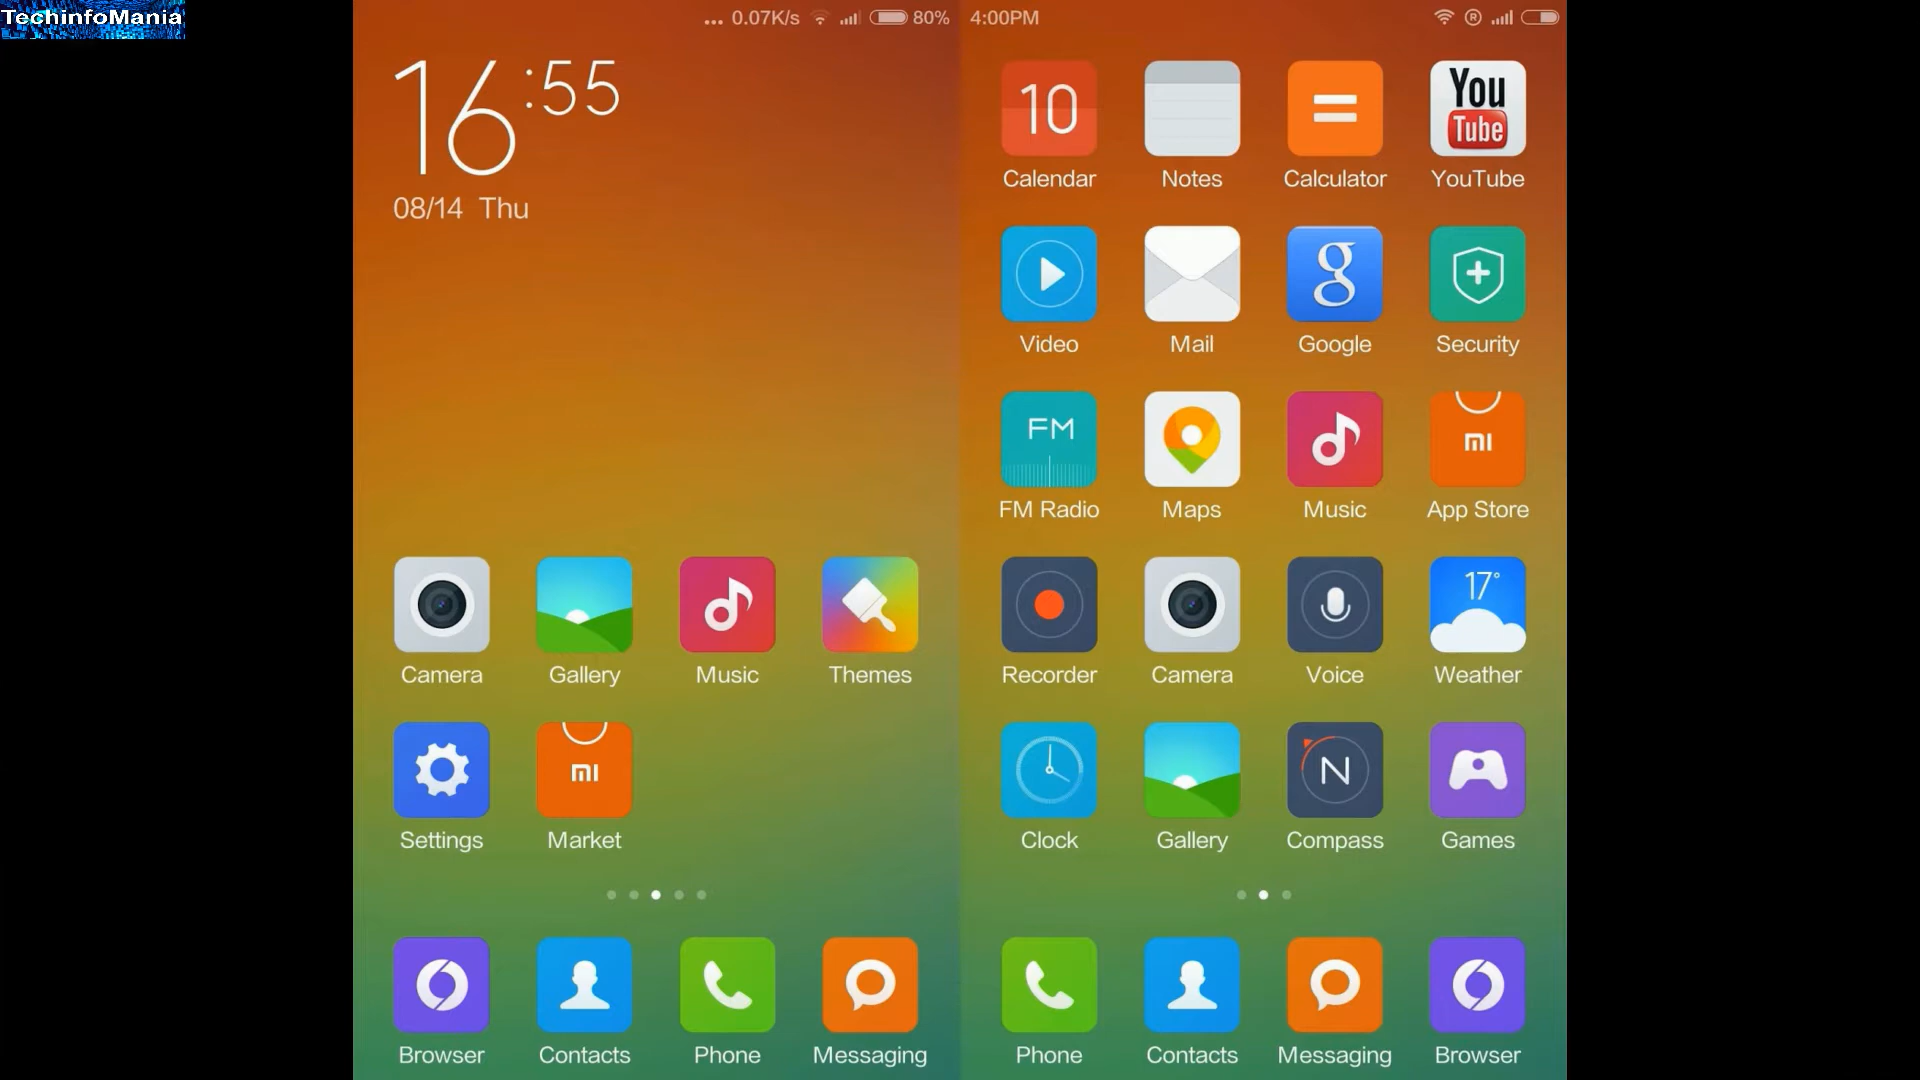 TechinfoMania
... 0.07K/s 80%
16:55
08/14 Thu
Camera Gallery Music Themes
mi
Settings Market
Browser Contacts Phone Messaging
4:00PM R
10 You Tube
Calendar Notes Calculator YouTube
g
Video Mail Google Security
FM mi
FM Radio Maps Music App Store
17°
Recorder Camera Voice Weather
N
Clock Gallery Compass Games
Phone Contacts Messaging Browser